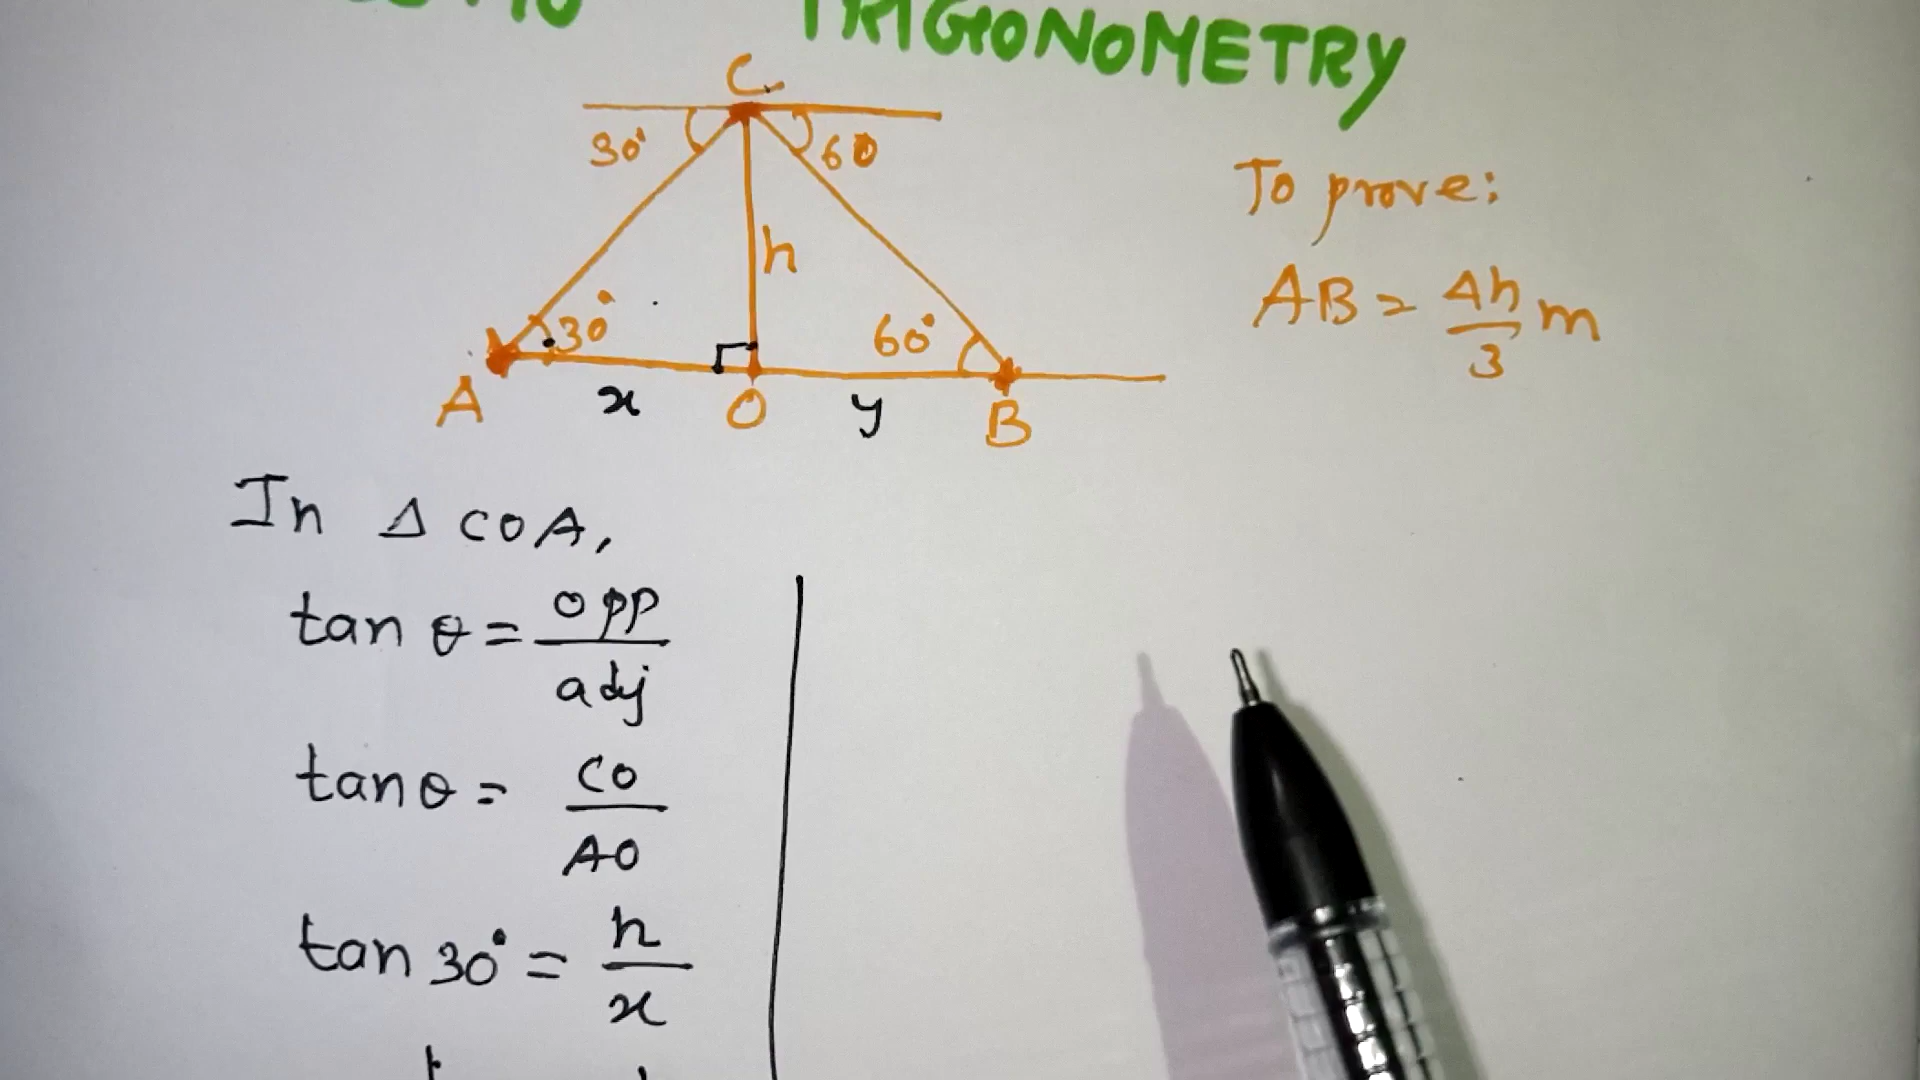 TRIGIONOMETRY
C
30° 60
h
30° 60°
A x O y B
To prove:
AB = 4h/3 m
In Δ COA,
tan θ = opp/adj
tan θ = CO/AO
tan 30° = h/x